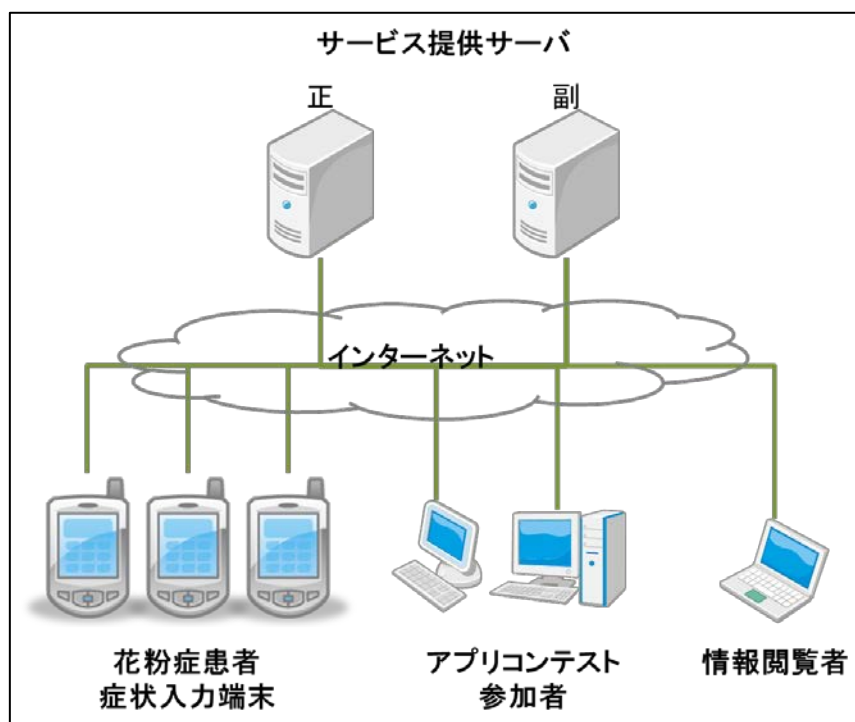 サービス提供サーバ
正
副
インターネット
花粉症患者
症状入力端末
アプリコンテスト
参加者
情報閲覧者